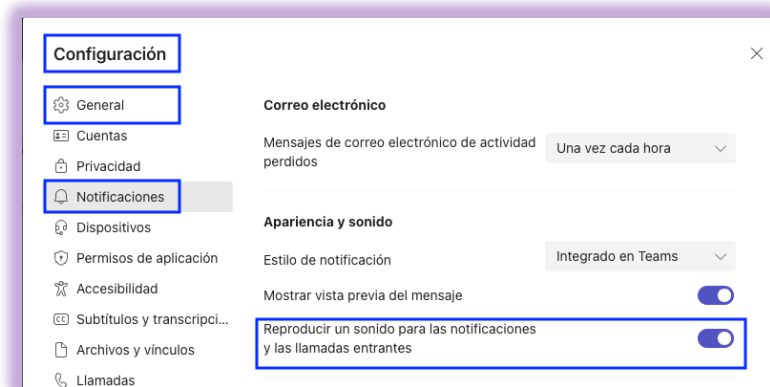 Configuración
General
Cuentas
Privacidad
Notificaciones
Dispositivos
Permisos de aplicación
Accesibilidad
CC Subtítulos y transcripci...
Archivos y vínculos
Llamadas
Correo electrónico
Mensajes de correo electrónico de actividad
perdidos
Una vez cada hora
Apariencia y sonido
Estilo de notificación
Integrado en Teams
Mostrar vista previa del mensaje
Reproducir un sonido para las notificaciones
y las llamadas entrantes